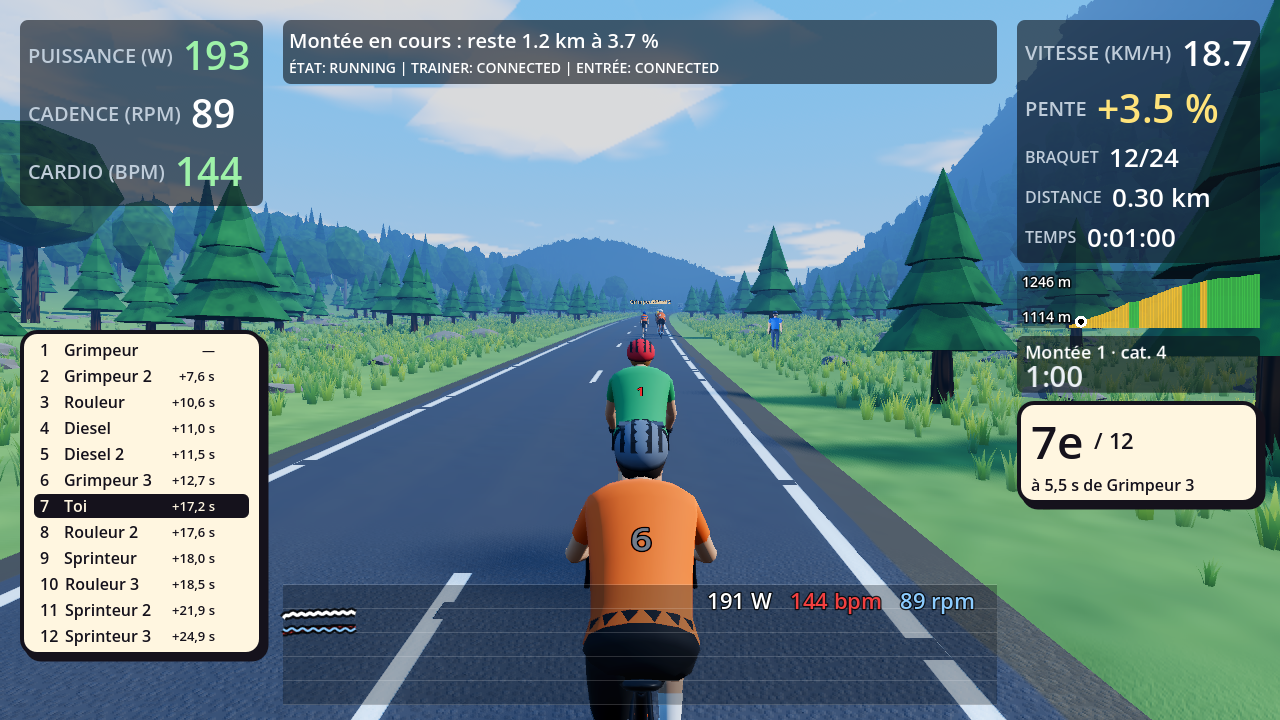 PUISSANCE (W) 193
CADENCE (RPM) 89
CARDIO (BPM) 144
Montée en cours : reste 1.2 km à 3.7 %
ÉTAT: RUNNING | TRAINER: CONNECTED | ENTRÉE: CONNECTED
VITESSE (KM/H) 18.7
PENTE +3.5 %
BRAQUET 12/24
DISTANCE 0.30 km
TEMPS 0:01:00
1246 m
1114 m
Montée 1 · cat. 4
1:00
7e / 12
à 5,5 s de Grimpeur 3
1 Grimpeur —
2 Grimpeur 2 +7,6 s
3 Rouleur +10,6 s
4 Diesel +11,0 s
5 Diesel 2 +11,5 s
6 Grimpeur 3 +12,7 s
7 Toi +17,2 s
8 Rouleur 2 +17,6 s
9 Sprinteur +18,0 s
10 Rouleur 3 +18,5 s
11 Sprinteur 2 +21,9 s
12 Sprinteur 3 +24,9 s
1
6
191 W 144 bpm 89 rpm